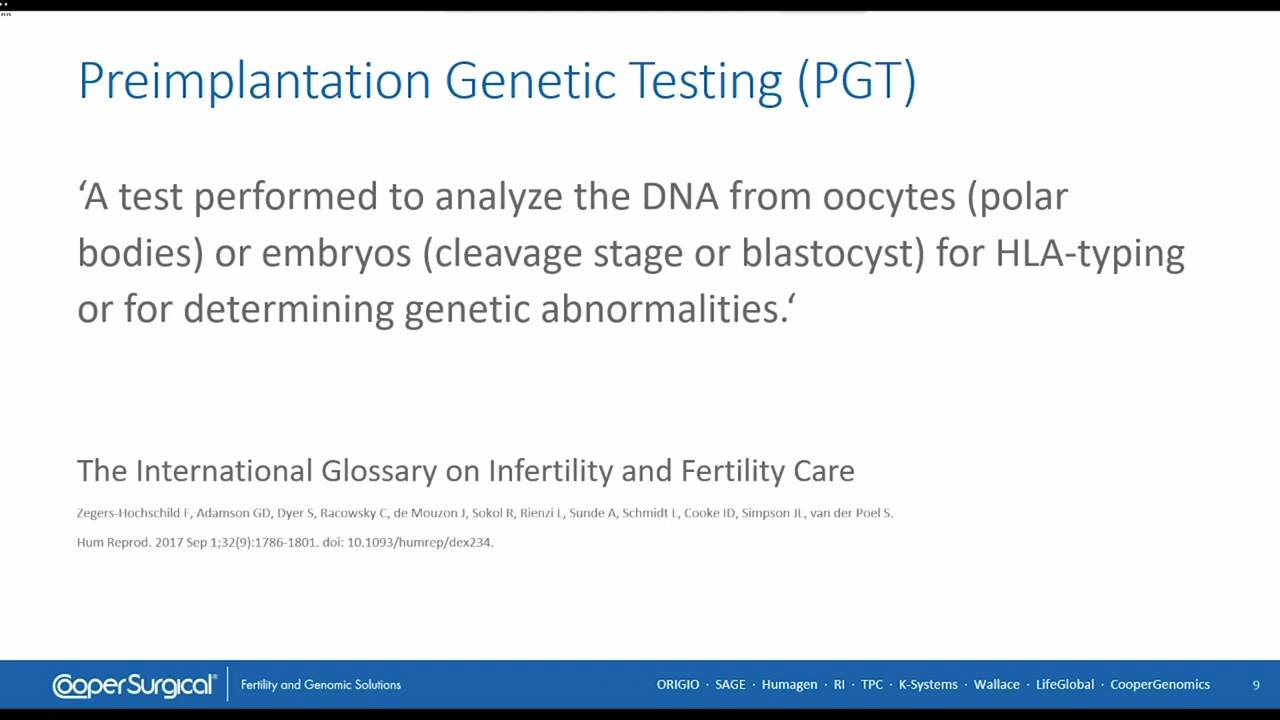 Preimplantation Genetic Testing (PGT)
‘A test performed to analyze the DNA from oocytes (polar
bodies) or embryos (cleavage stage or blastocyst) for HLA-typing
or for determining genetic abnormalities.‘
The International Glossary on Infertility and Fertility Care
Zegers-Hochschild F, Adamson GD, Dyer S, Racowsky C, de Mouzon J, Sokol R, Rienzi L, Sunde A, Schmidt L, Cooke ID, Simpson JL, van der Poel S.
Hum Reprod. 2017 Sep 1;32(9):1786-1801. doi: 10.1093/humrep/dex234.
CooperSurgical® Fertility and Genomic Solutions ORIGIO · SAGE · Humagen · RI · TPC · K-Systems · Wallace · LifeGlobal · CooperGenomics 9